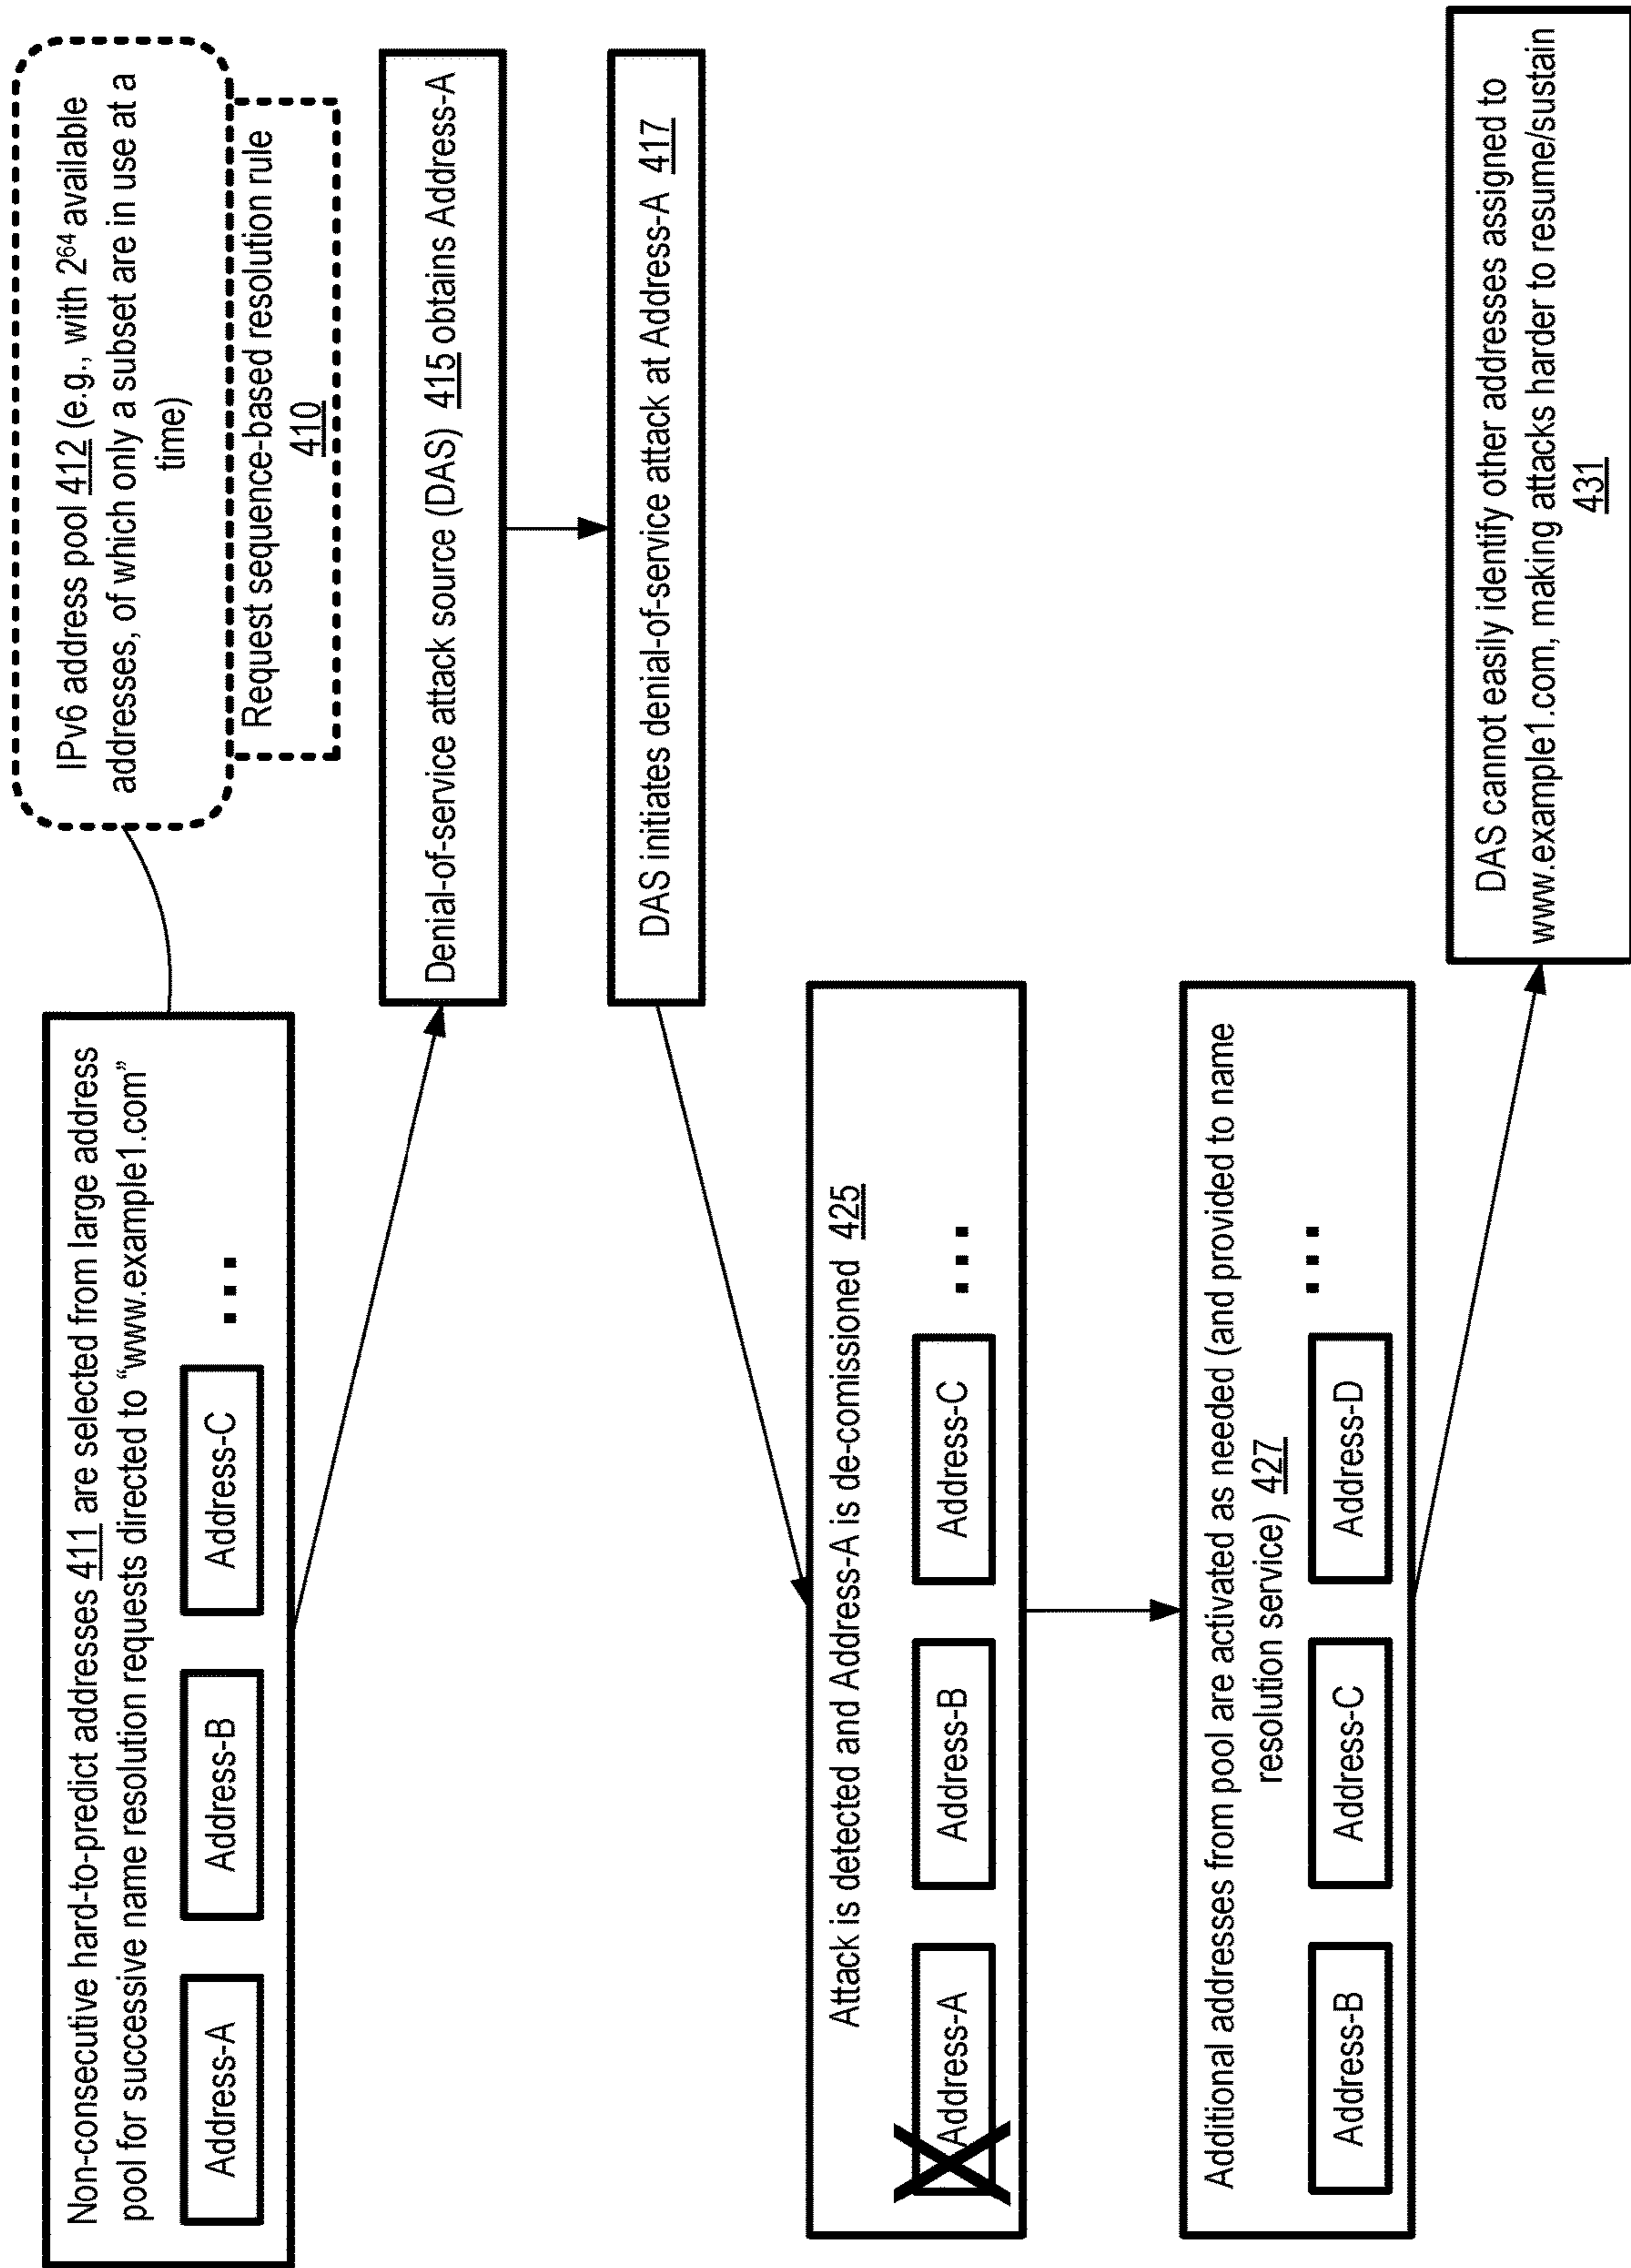 Non-consecutive hard-to-predict addresses 411 are selected from large address
pool for successive name resolution requests directed to “www.example1.com”
Address-A
Address-B
Address-C
...
IPv6 address pool 412 (e.g., with 2⁶⁴ available
addresses, of which only a subset are in use at a
time)
Request sequence-based resolution rule
410
Denial-of-service attack source (DAS) 415 obtains Address-A
DAS initiates denial-of-service attack at Address-A 417
Attack is detected and Address-A is de-comissioned 425
Address-A
Address-B
Address-C
...
Additional addresses from pool are activated as needed (and provided to name
resolution service) 427
Address-B
Address-C
Address-D
...
DAS cannot easily identify other addresses assigned to
www.example1.com, making attacks harder to resume/sustain
431